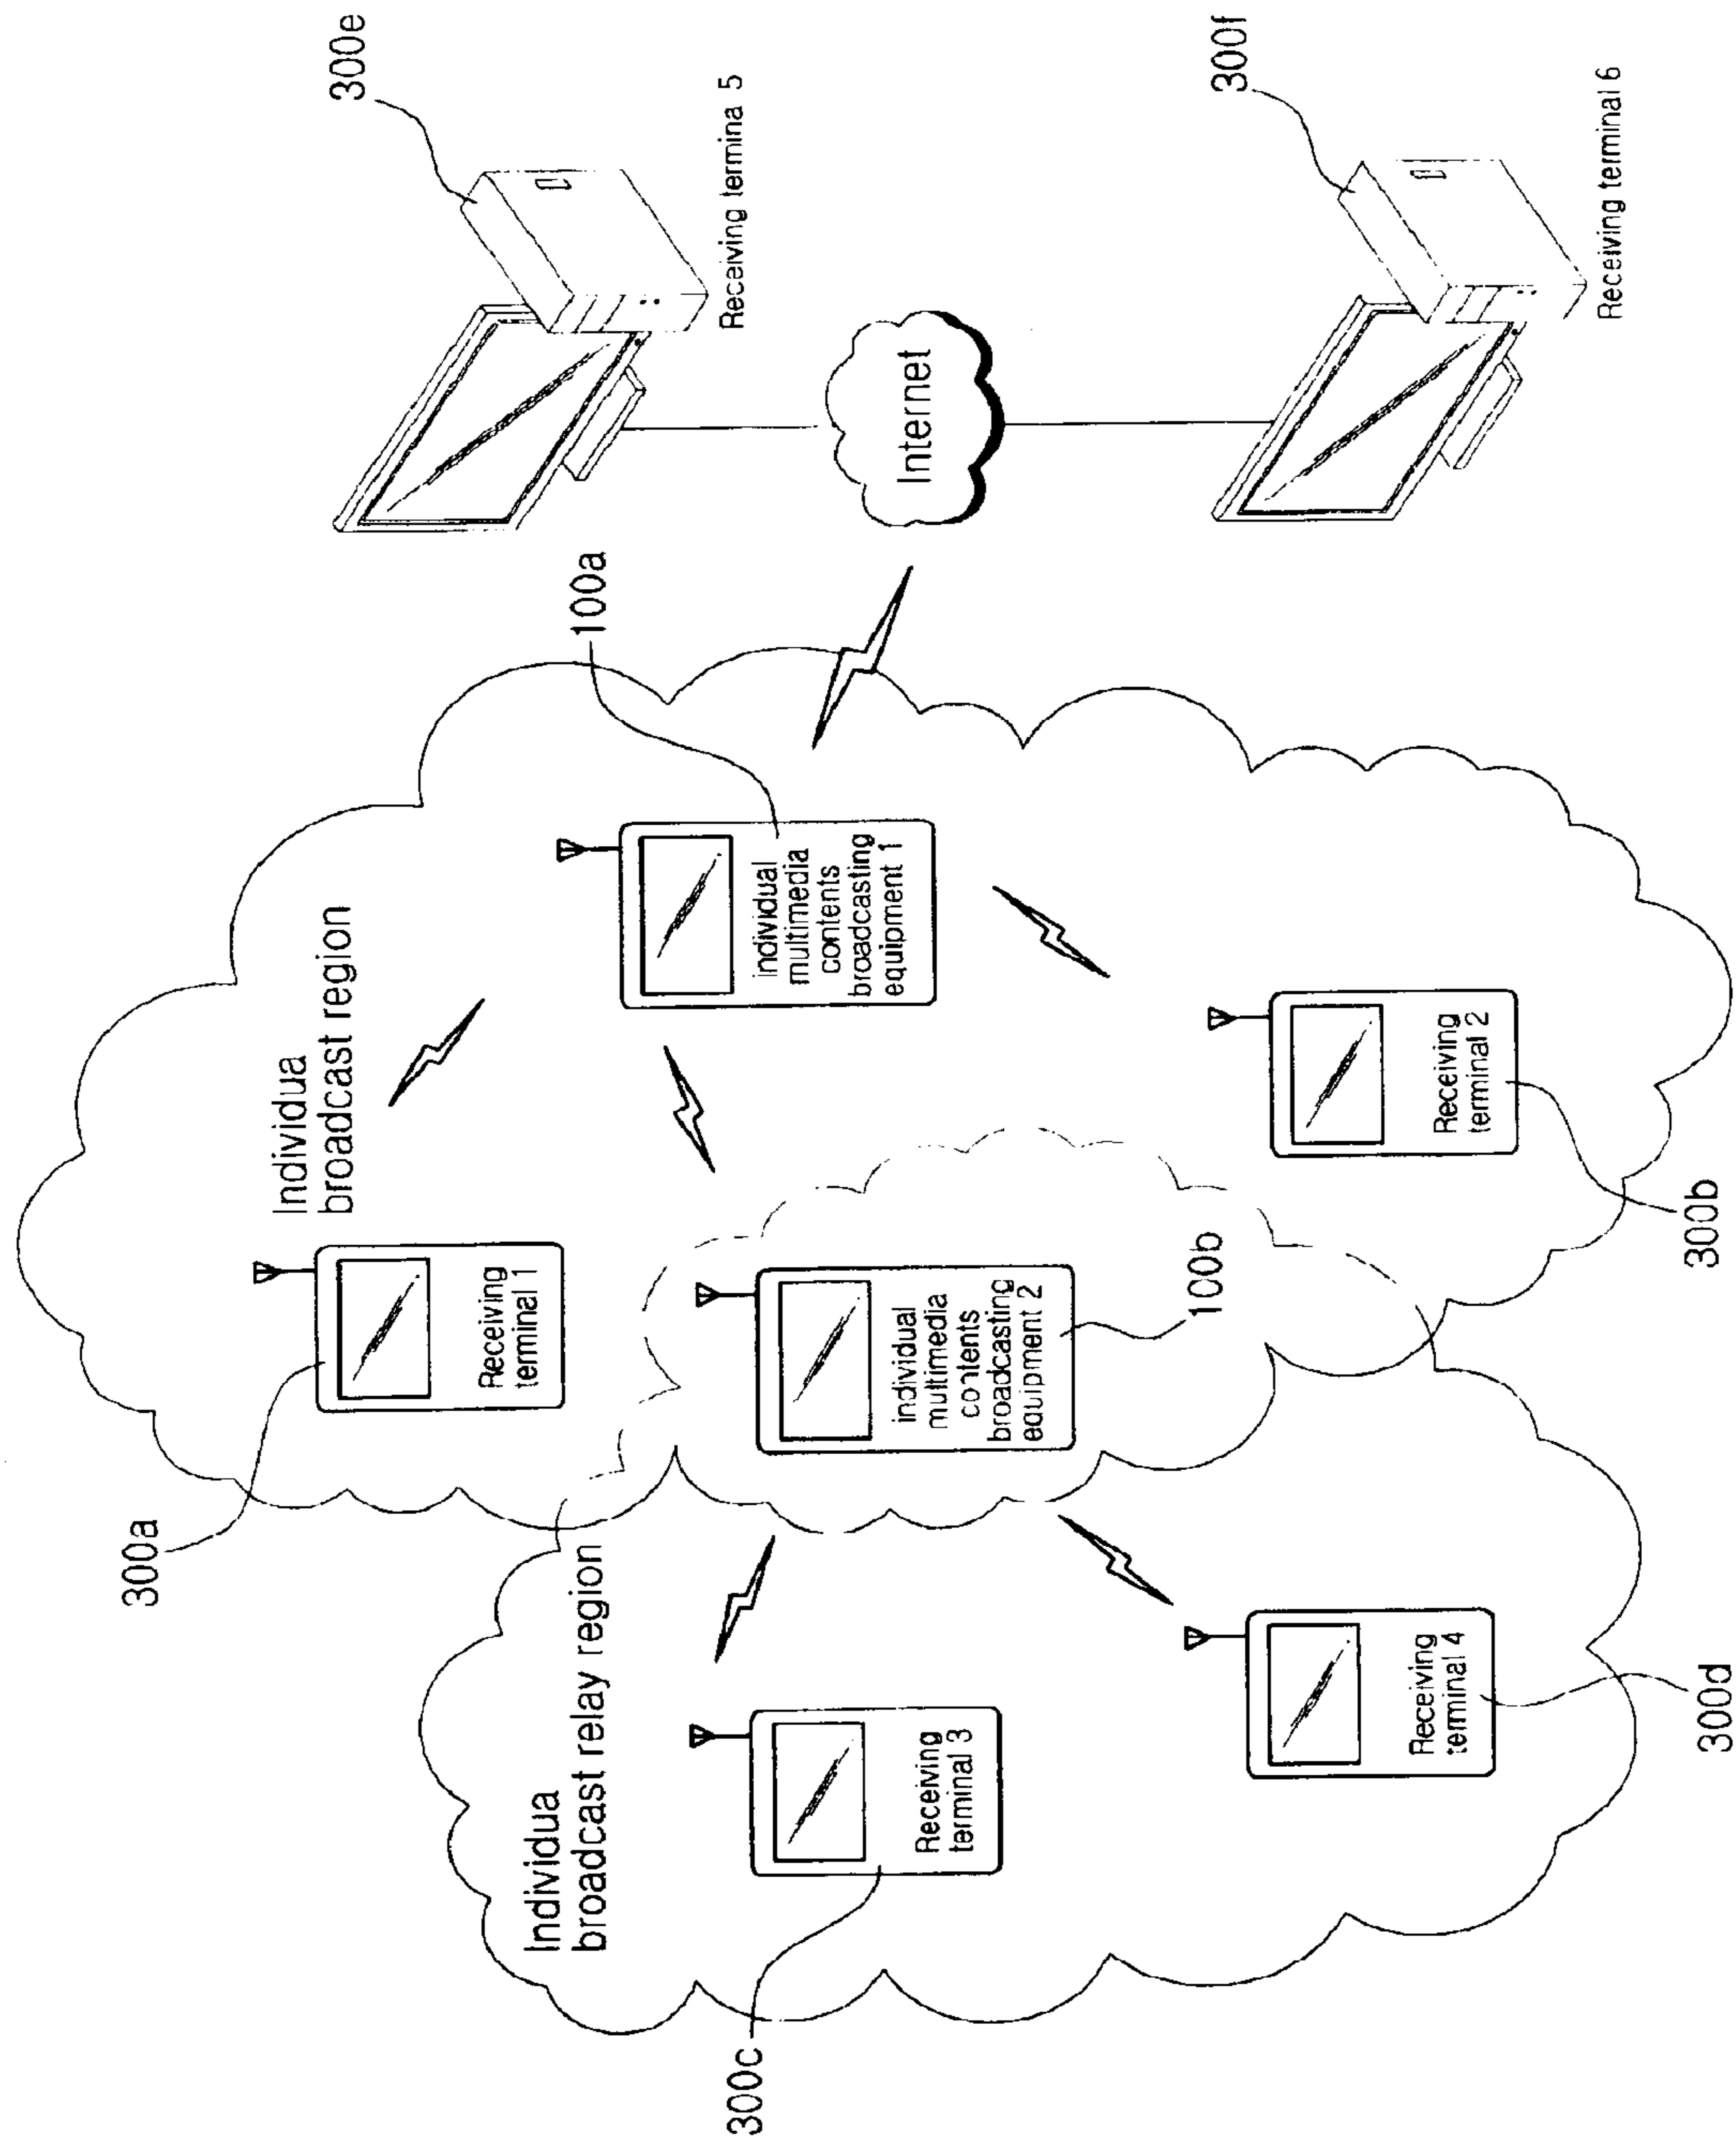 300e
Receiving termina 5
300f
Receiving terminal 6
Internet
100a
individual
multimedia
contents
broadcasting
equipment 1
Individua
broadcast region
Receiving
terminal 2
300b
Receiving
terminal 1
300a
individual
multimedia
contents
broadcasting
equipment 2
100b
Individua
broadcast relay region
Receiving
terminal 3
300c
Receiving
terminal 4
300d